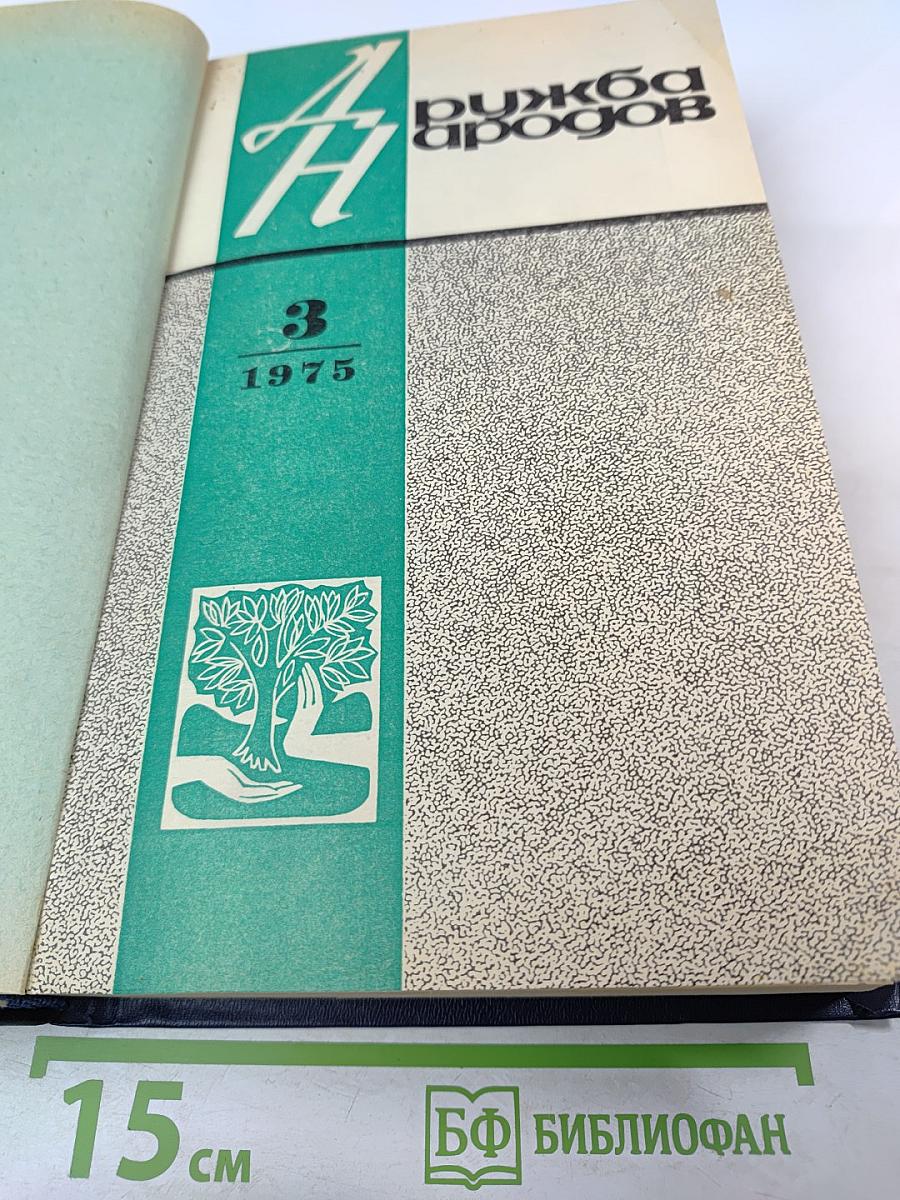 Дружба
Народов
3
1975
15 см
БФ БИБЛИОФАН